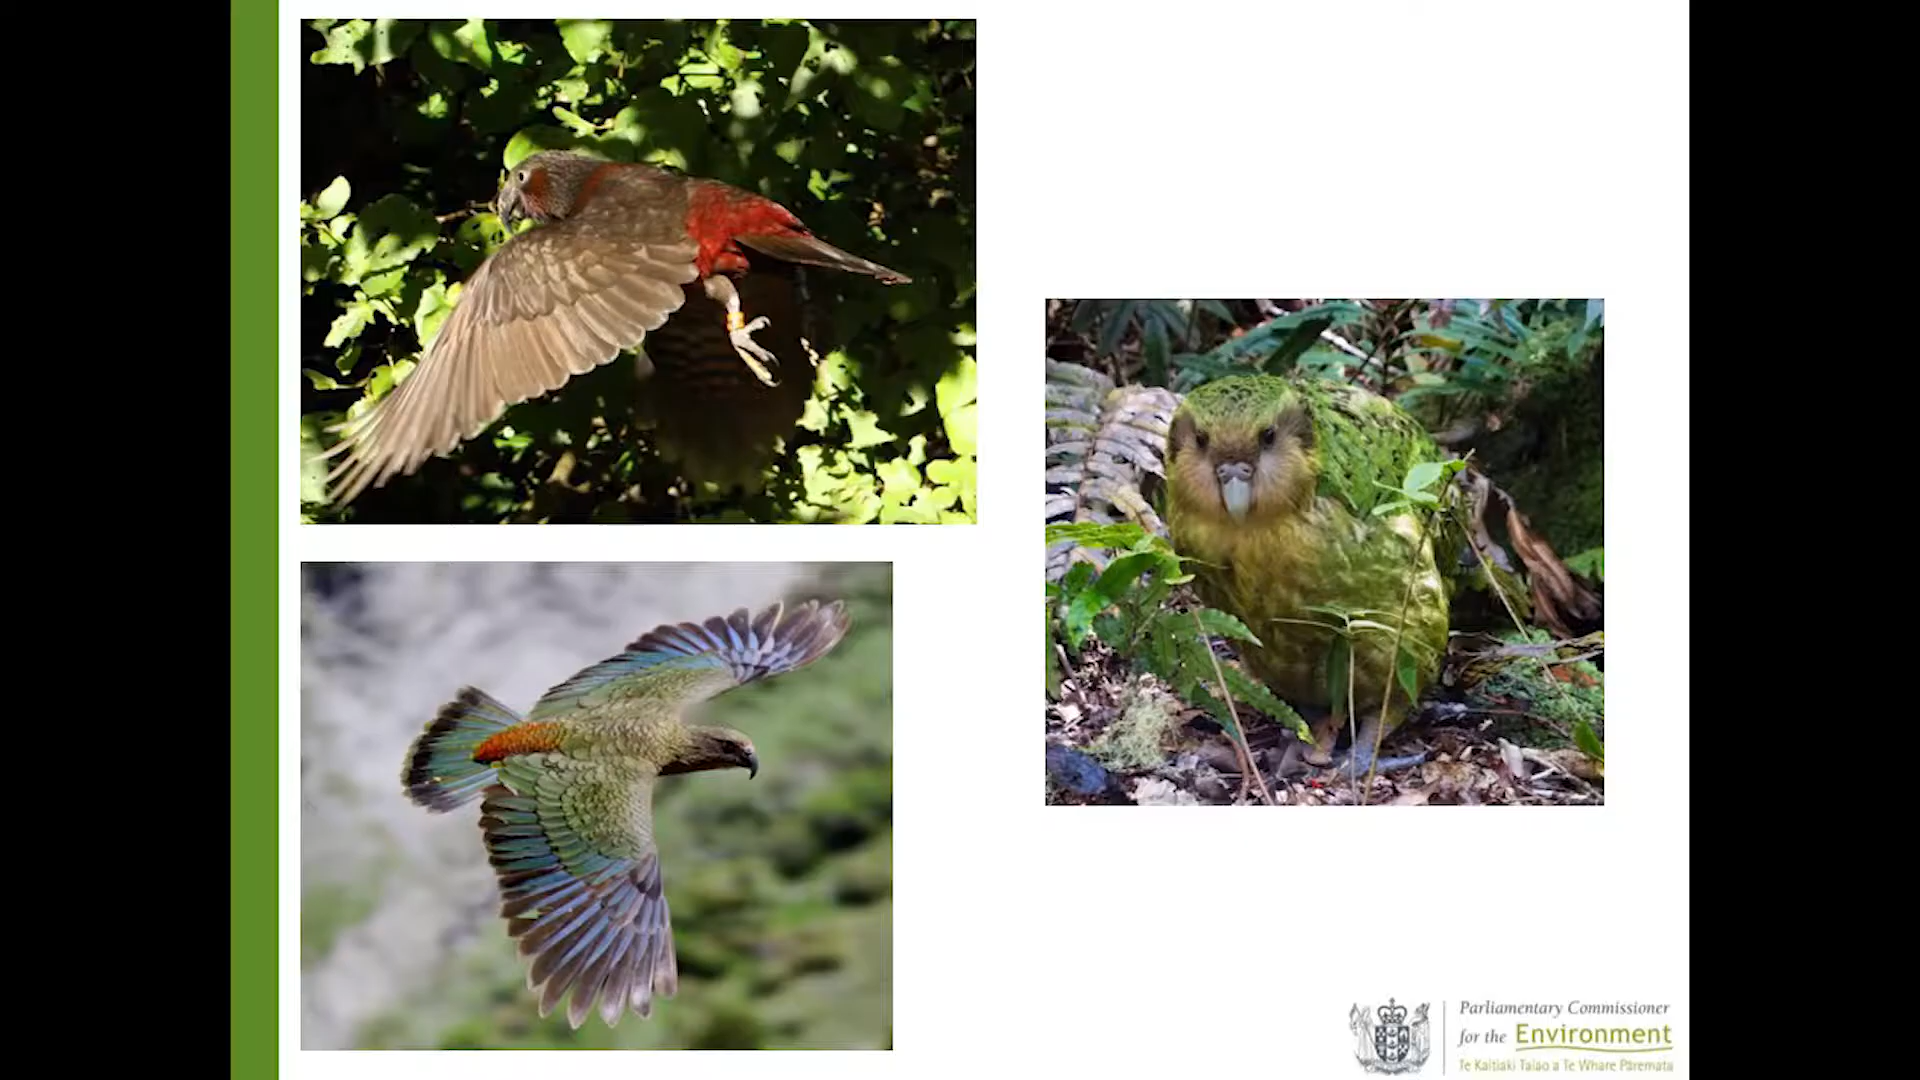 Parliamentary Commissioner
for the Environment
Te Kaitiaki Taiao a Te Whare Pāremata